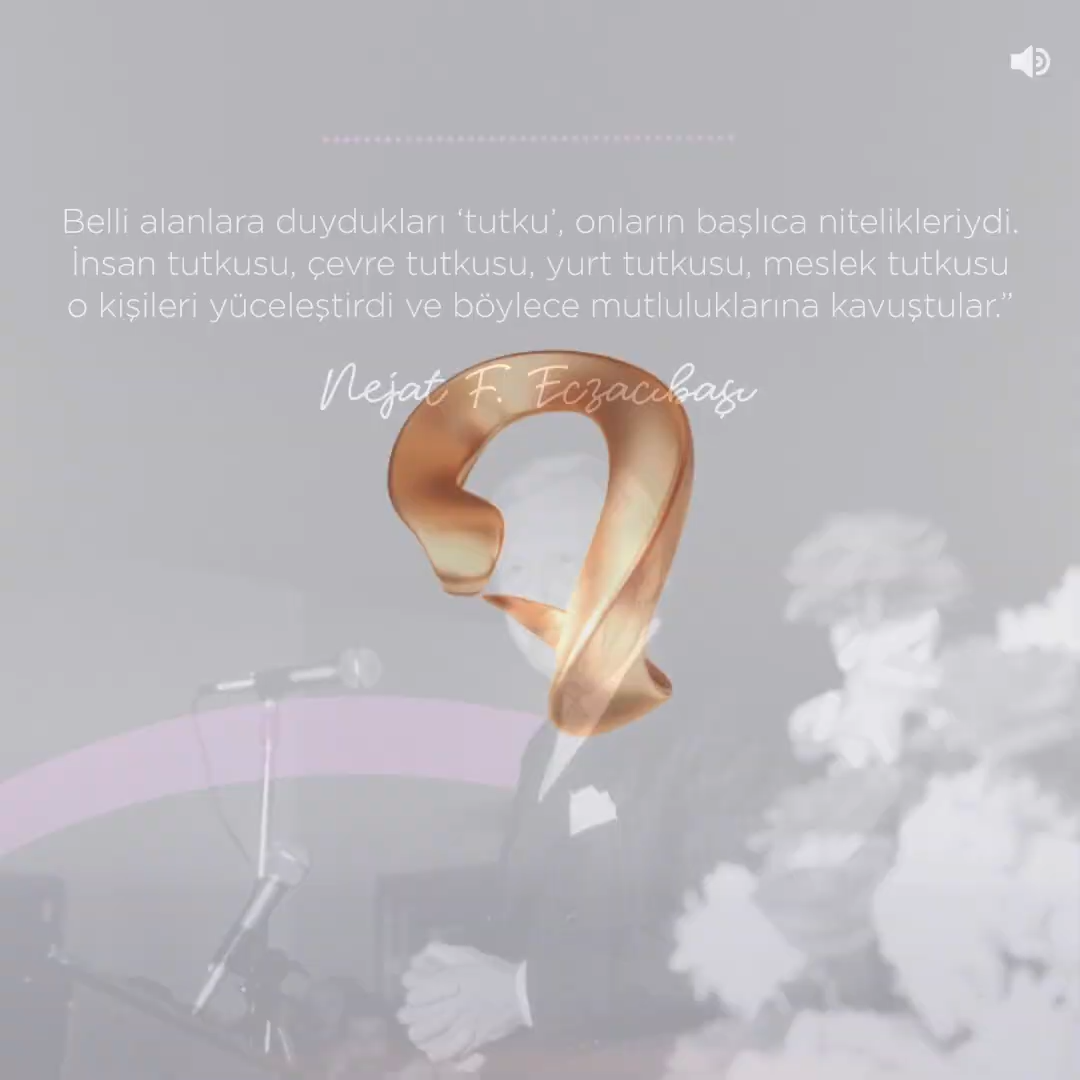 Belli alanlara duydukları ‘tutku’, onların başlıca nitelikleriydi.
İnsan tutkusu, çevre tutkusu, yurt tutkusu, meslek tutkusu
o kişileri yüceleştirdi ve böylece mutluluklarına kavuştular.”
Nejat F. Eczacıbaşı